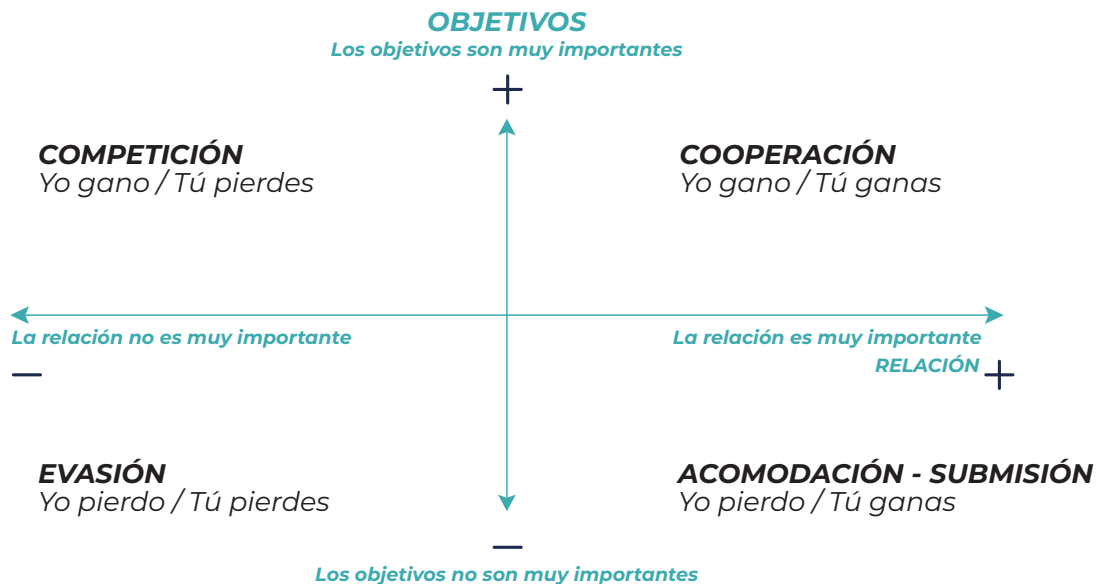 OBJETIVOS
Los objetivos son muy importantes
+
COMPETICIÓN
Yo gano / Tú pierdes
COOPERACIÓN
Yo gano / Tú ganas
La relación no es muy importante
La relación es muy importante
RELACIÓN
—
+
EVASIÓN
Yo pierdo / Tú pierdes
ACOMODACIÓN - SUBMISIÓN
Yo pierdo / Tú ganas
—
Los objetivos no son muy importantes